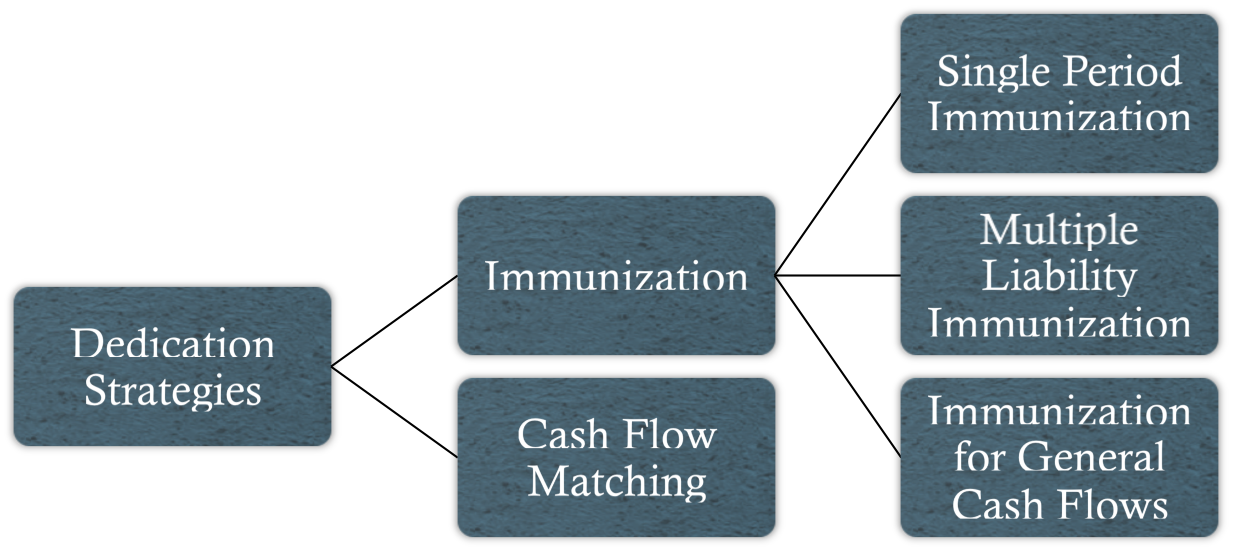 Dedication
Strategies
Immunization
Cash Flow
Matching
Single Period
Immunization
Multiple
Liability
Immunization
Immunization
for General
Cash Flows